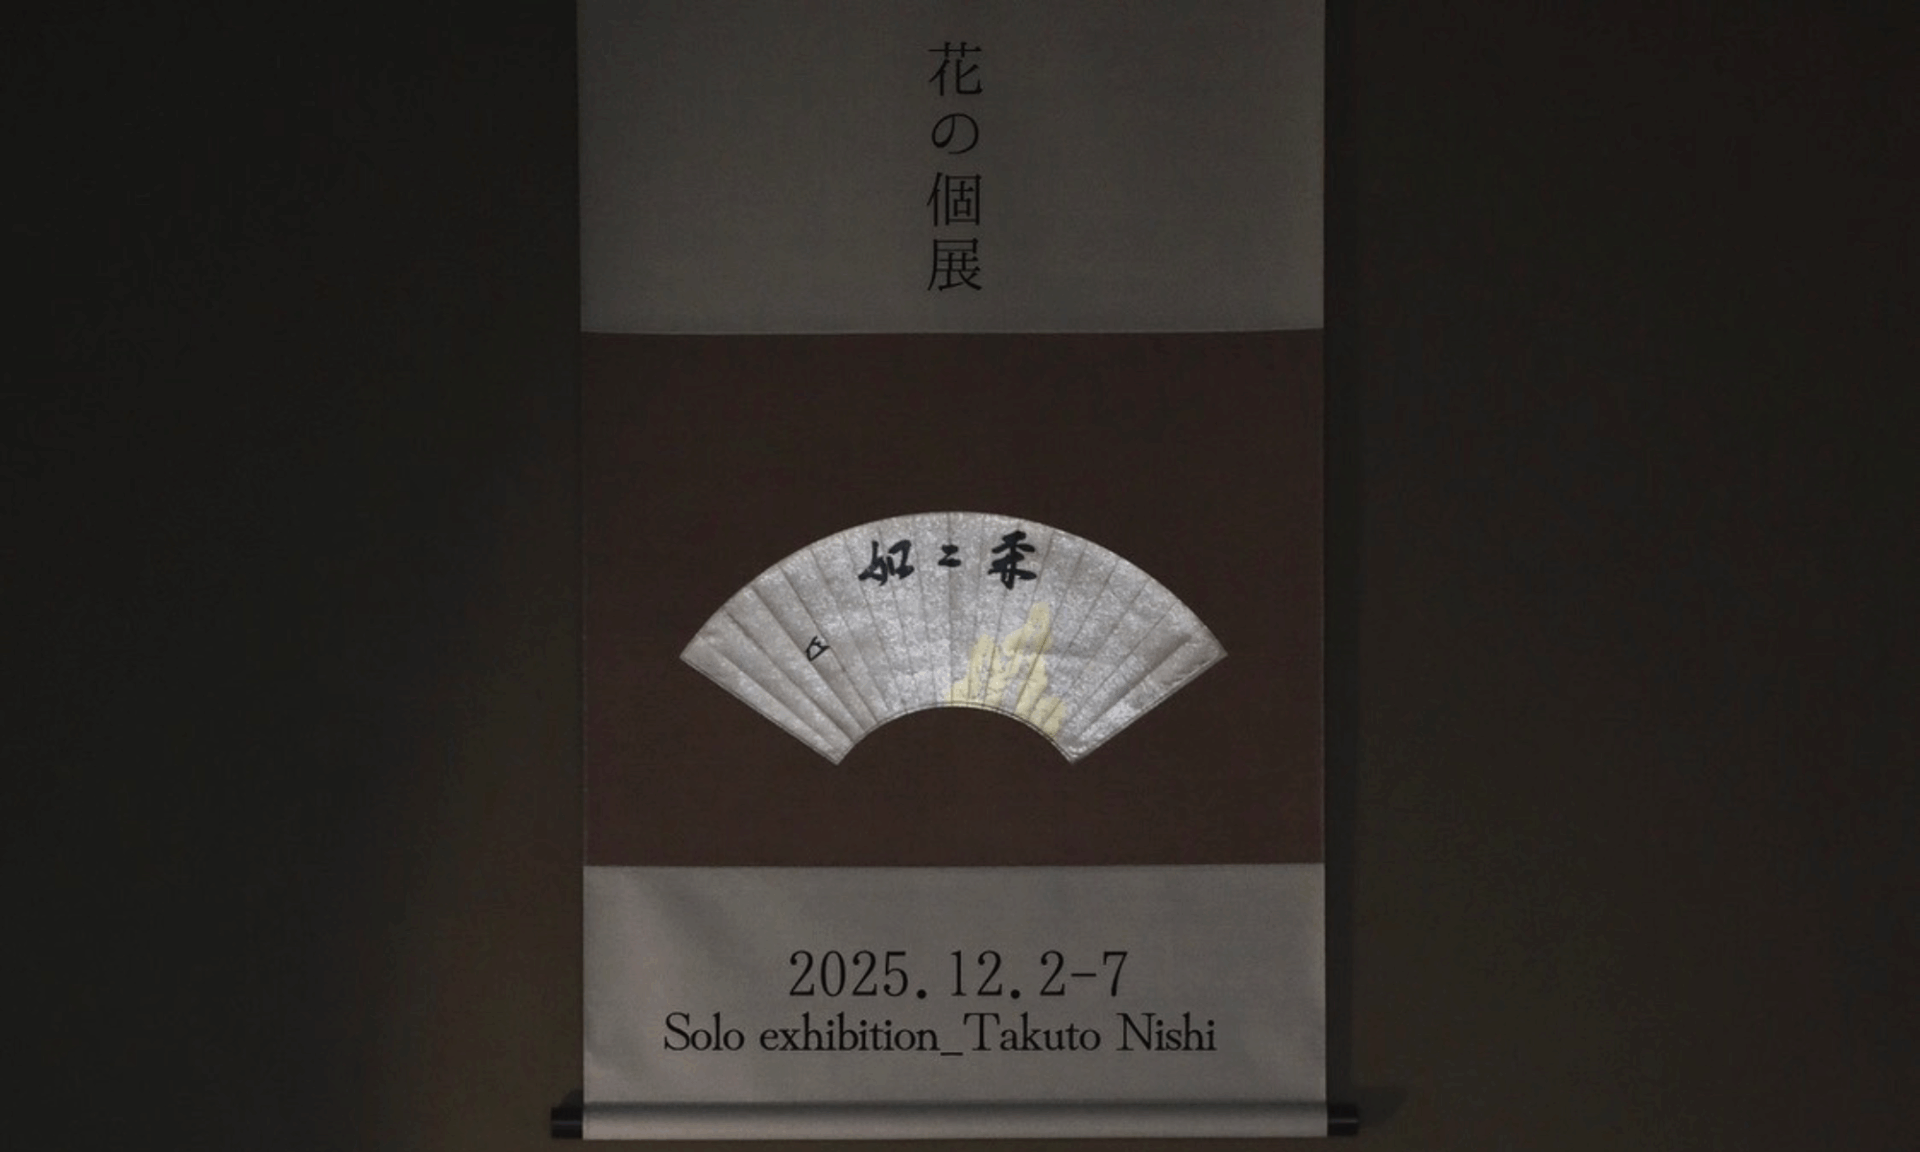 花の個展
2025.12.2-7
Solo exhibition_Takuto Nishi